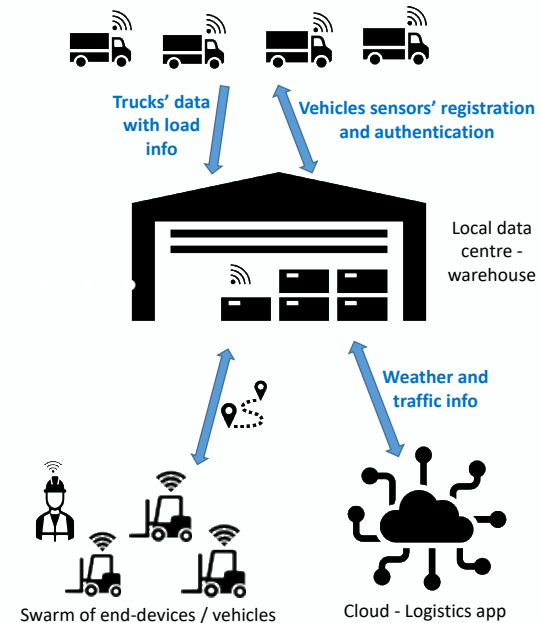 Trucks' data
with load
info
Vehicles sensors' registration
and authentication
Local data
centre -
warehouse
Weather and
traffic info
Swarm of end-devices / vehicles
Cloud - Logistics app